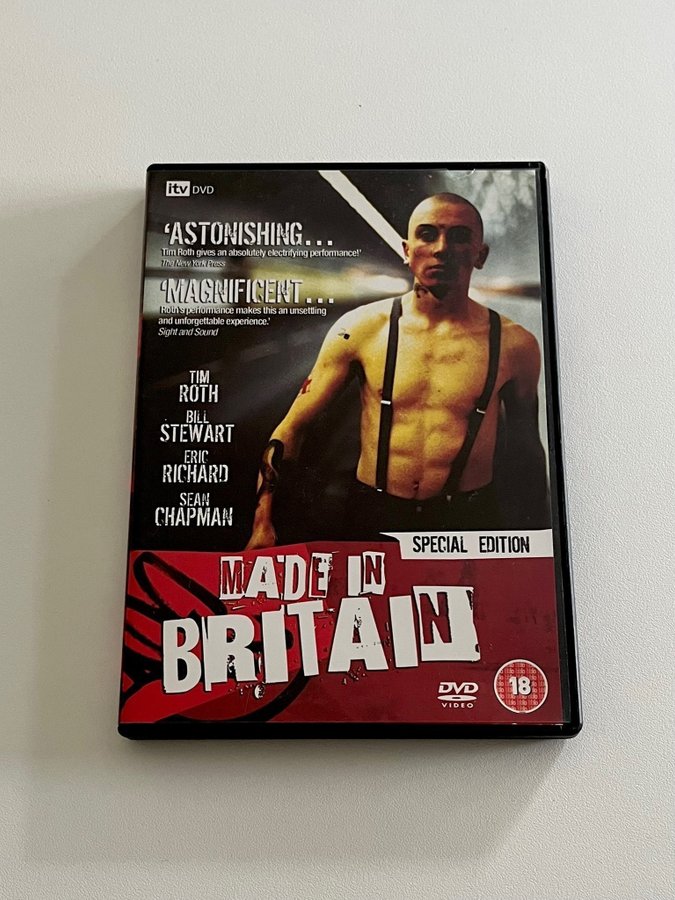 itv DVD
‘ASTONISHING...
Tim Roth gives an absolutely electrifying performance!’
The New York Press
‘MAGNIFICENT...
Roth's performance makes this an unsettling
and unforgettable experience.’
Sight and Sound
TIM
ROTH
BILL
STEWART
ERIC
RICHARD
SEAN
CHAPMAN
SPECIAL EDITION
MADE IN
BRITAIN
DVD
VIDEO
18